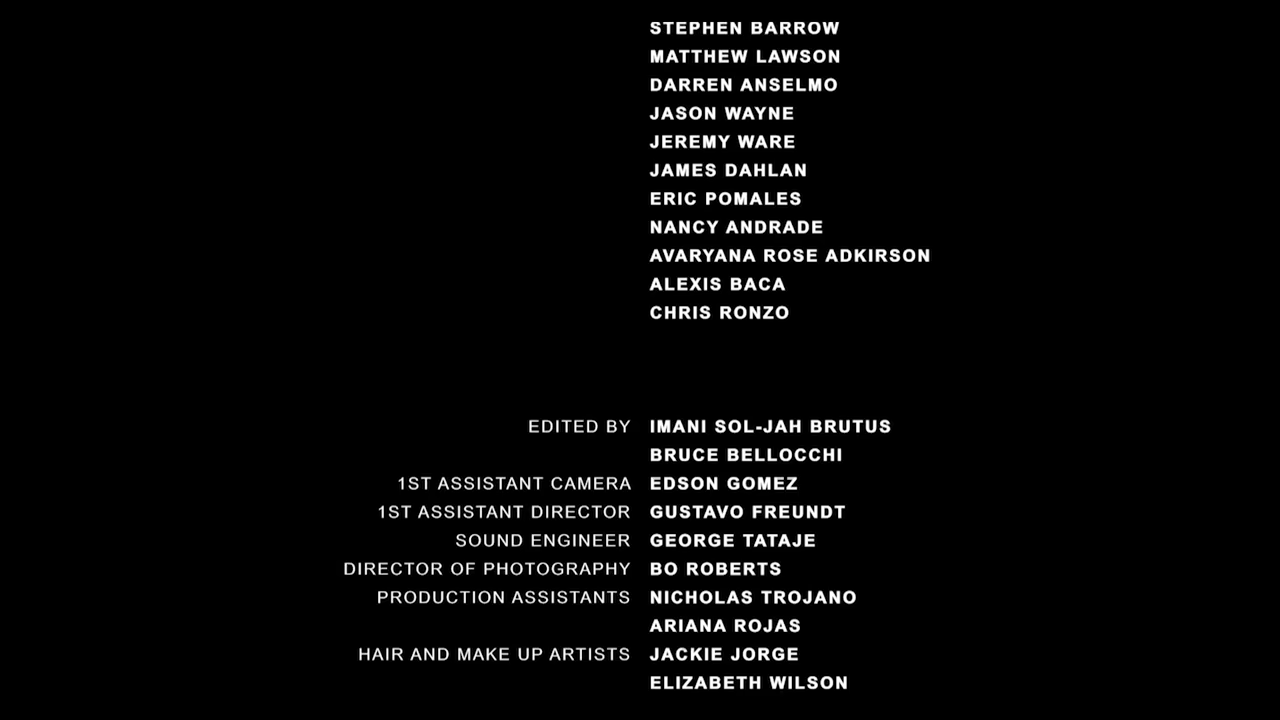 STEPHEN BARROW
MATTHEW LAWSON
DARREN ANSELMO
JASON WAYNE
JEREMY WARE
JAMES DAHLAN
ERIC POMALES
NANCY ANDRADE
AVARYANA ROSE ADKIRSON
ALEXIS BACA
CHRIS RONZO
EDITED BY IMANI SOL-JAH BRUTUS
BRUCE BELLOCCHI
1ST ASSISTANT CAMERA EDSON GOMEZ
1ST ASSISTANT DIRECTOR GUSTAVO FREUNDT
SOUND ENGINEER GEORGE TATAJE
DIRECTOR OF PHOTOGRAPHY BO ROBERTS
PRODUCTION ASSISTANTS NICHOLAS TROJANO
ARIANA ROJAS
HAIR AND MAKE UP ARTISTS JACKIE JORGE
ELIZABETH WILSON